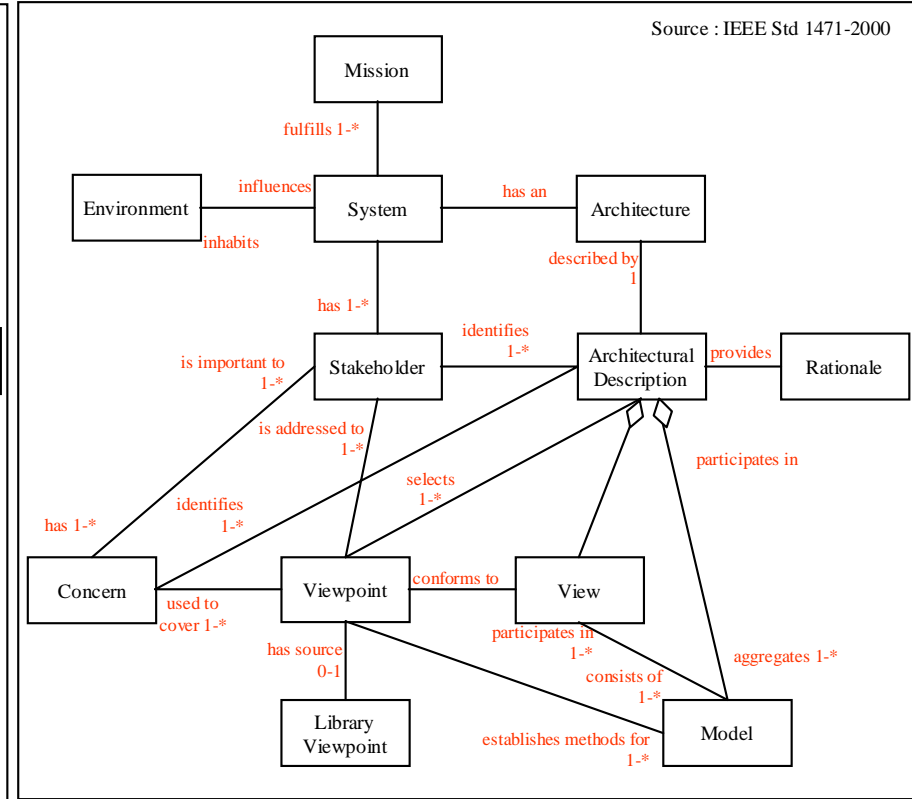 Source : IEEE Std 1471-2000
Mission
fulfills 1-*
influences
has an
Environment
System
Architecture
inhabits
described by
1
has 1-*
identifies
1-*
is important to
1-*
Stakeholder
Architectural
Description
provides
Rationale
is addressed to
1-*
participates in
selects
1-*
identifies
1-*
has 1-*
Concern
Viewpoint
conforms to
View
used to
cover 1-*
participates in
1-*
has source
0-1
consists of
1-*
aggregates 1-*
Library
Viewpoint
establishes methods for
1-*
Model